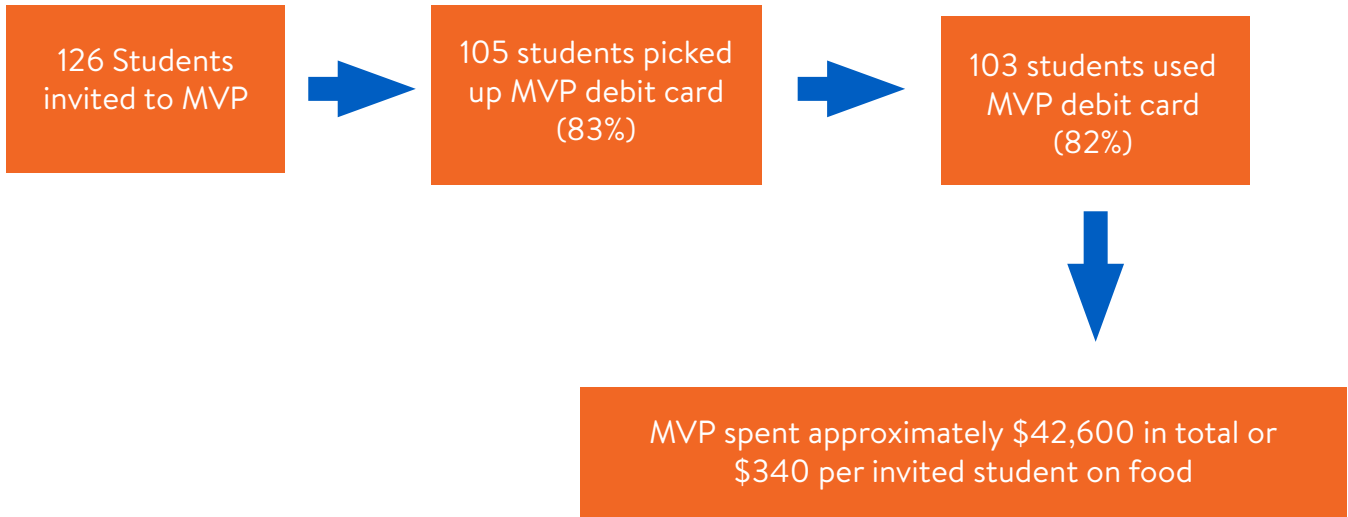 126 Students
invited to MVP
105 students picked
up MVP debit card
(83%)
103 students used
MVP debit card
(82%)
MVP spent approximately $42,600 in total or
$340 per invited student on food